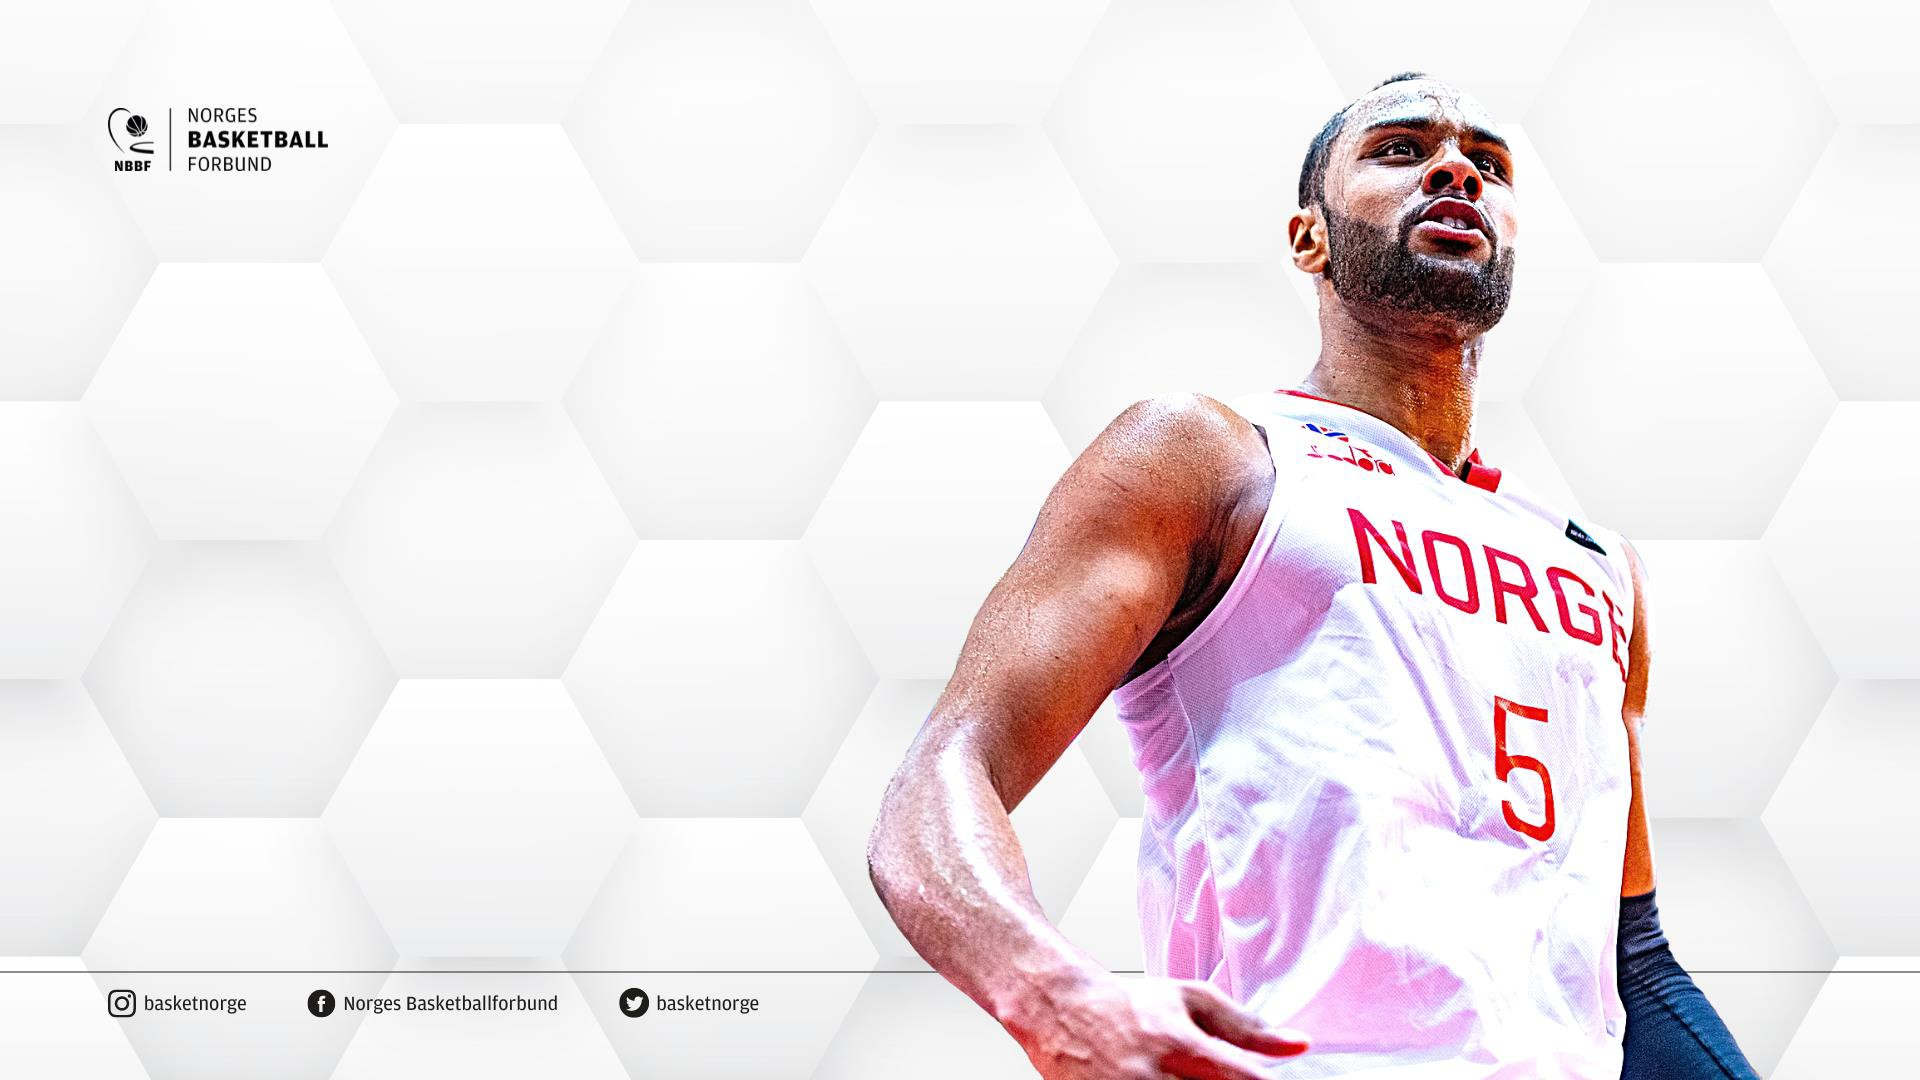 NORGES
BASKETBALL
FORBUND
NBBF
NORGE
5
basketnorge
Norges Basketballforbund
basketnorge